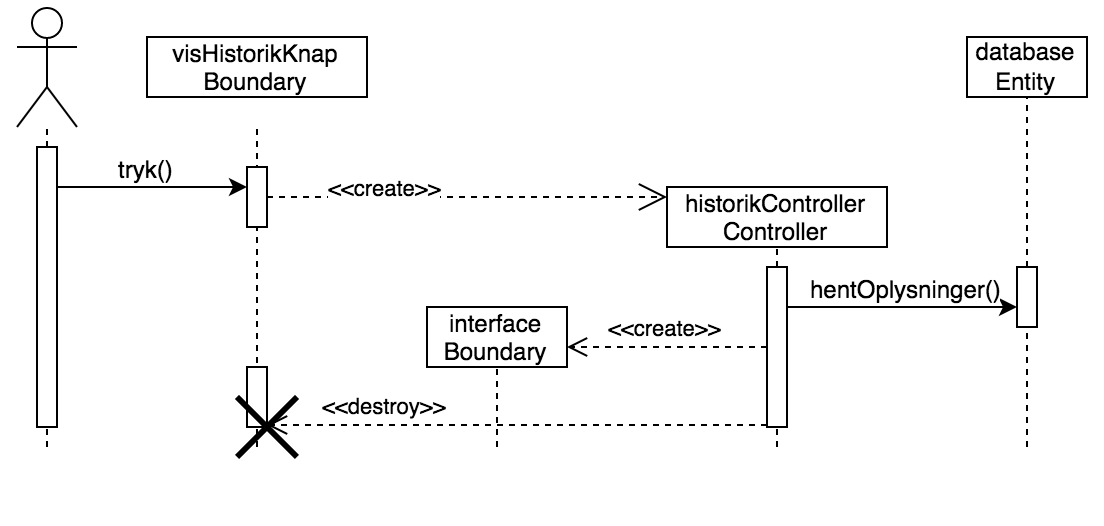 visHistorikKnap
Boundary
database
Entity
tryk()
<<create>>
historikController
Controller
hentOplysninger()
interface
Boundary
<<create>>
<<destroy>>